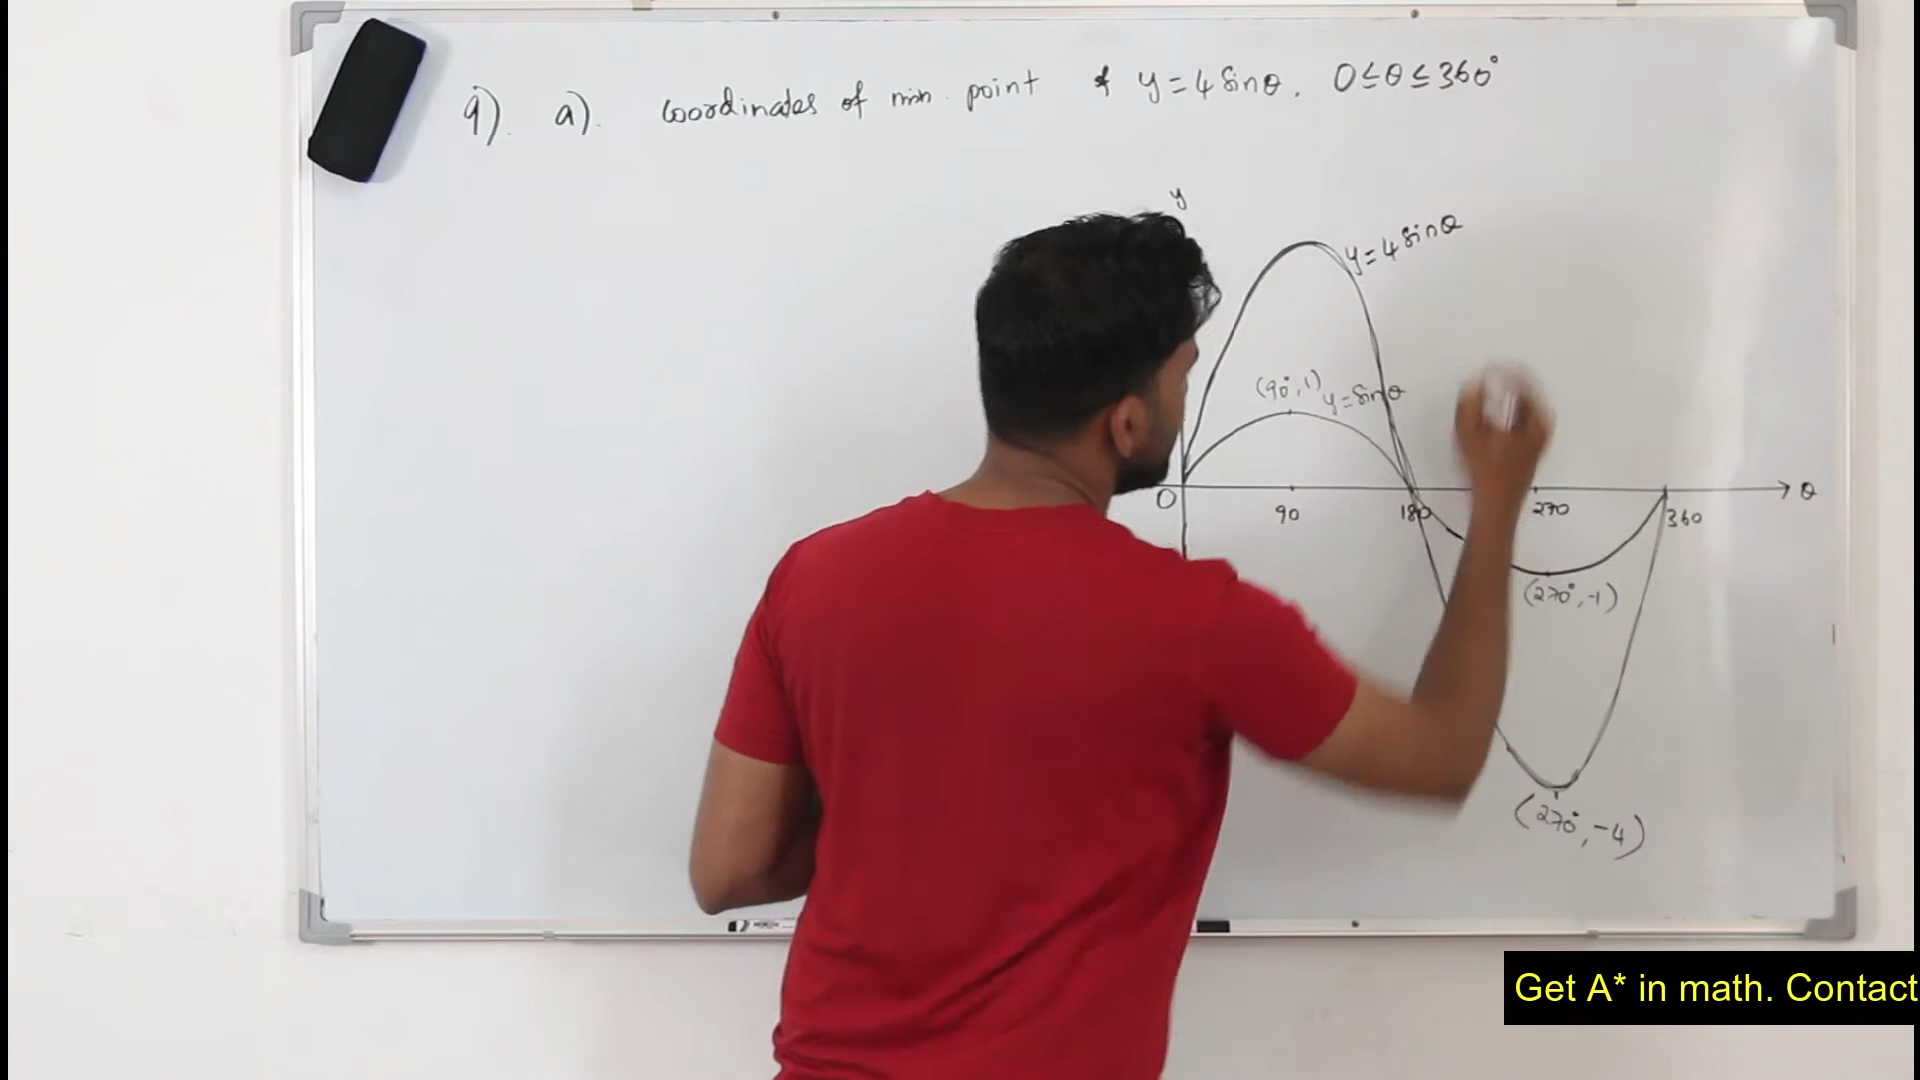 9). a). Coordinates of min. point of y = 4 sinθ. 0 ≤ θ ≤ 360°
y
y = 4 sinθ
(90°, 1) y = sinθ
O 90 180 270 360 θ
(270°, -1)
(270°, -4)
Get A* in math. Contact